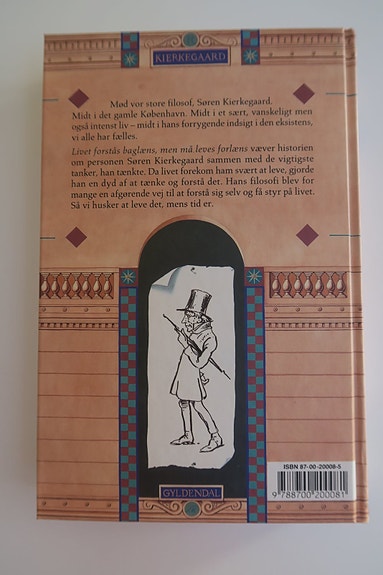 KIERKEGAARD
Mød vor store filosof, Søren Kierkegaard.
Midt i det gamle København. Midt i et sært, vanskeligt men
også intenst liv – midt i hans forrygende indsigt i den eksistens,
vi alle har fælles.
Livet forstås baglæns, men må leves forlæns væver historien
om personen Søren Kierkegaard sammen med de vigtigste
tanker, han tænkte. Da livet forekom ham svært at leve, gjorde
han en dyd af at tænke og forstå det. Hans filosofi blev for
mange en afgørende vej til at forstå sig selv og få styr på livet.
Så vi husker at leve det, mens tid er.
ISBN 87-00-20008-5
9 788700 200081
GYLDENDAL